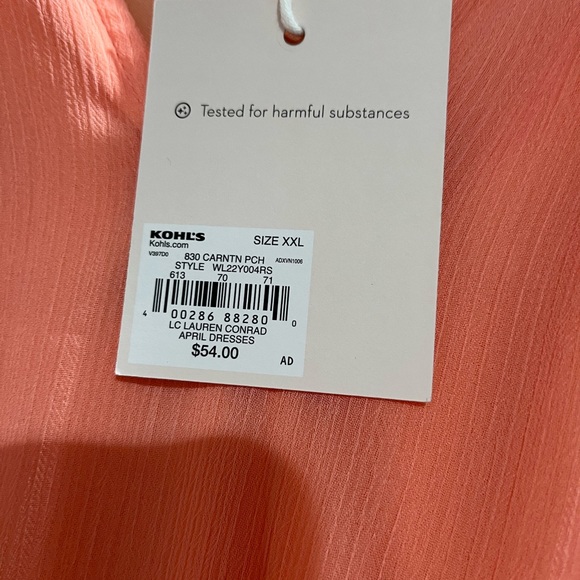 Tested for harmful substances
KOHL'S SIZE XXL
Kohls.com
V397D0 830 CARNTN PCH ADXVN1006
STYLE WL22Y004RS
613 70 71
4 00286 88280 0
LC LAUREN CONRAD
APRIL DRESSES
$54.00
AD